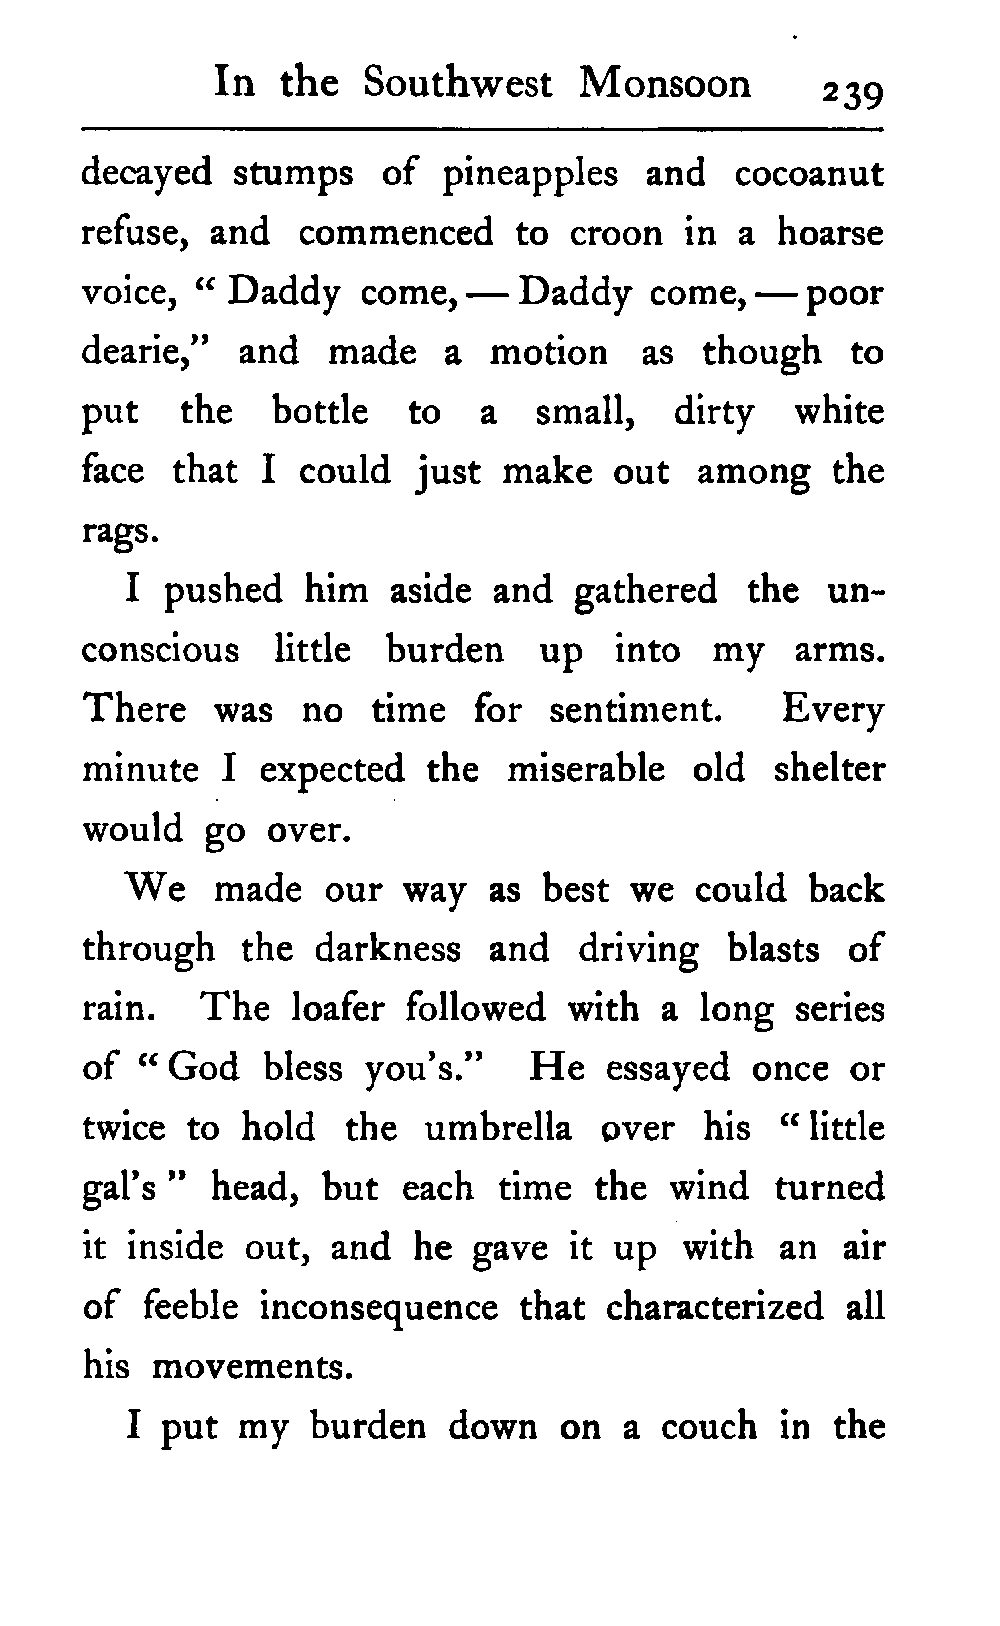 In the Southwest Monsoon 239
decayed stumps of pineapples and cocoanut
refuse, and commenced to croon in a hoarse
voice, “ Daddy come, — Daddy come, — poor
dearie,” and made a motion as though to
put the bottle to a small, dirty white
face that I could just make out among the
rags.
I pushed him aside and gathered the un-
conscious little burden up into my arms.
There was no time for sentiment. Every
minute I expected the miserable old shelter
would go over.
We made our way as best we could back
through the darkness and driving blasts of
rain. The loafer followed with a long series
of “ God bless you’s.” He essayed once or
twice to hold the umbrella over his “ little
gal’s ” head, but each time the wind turned
it inside out, and he gave it up with an air
of feeble inconsequence that characterized all
his movements.
I put my burden down on a couch in the